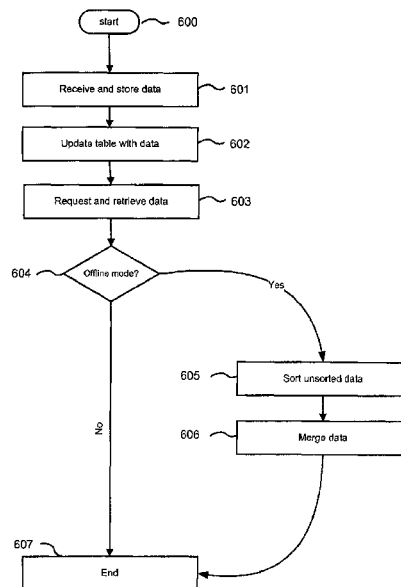 start
600
Receive and store data
601
Update table with data
602
Request and retrieve data
603
604
Offline mode?
Yes
605
Sort unsorted data
606
Merge data
No
607
End